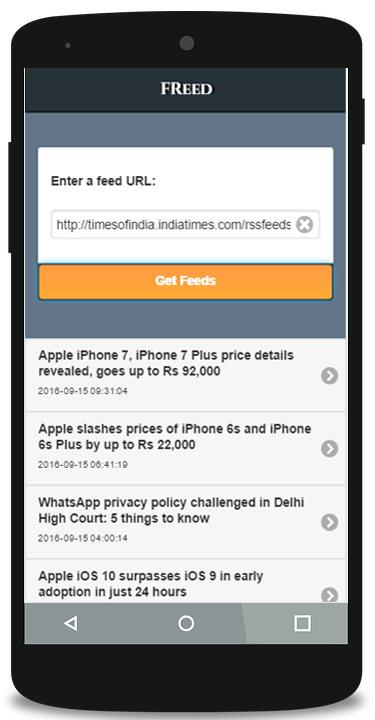 FREED
Enter a feed URL:
http://timesofindia.indiatimes.com/rssfeeds
Get Feeds
Apple iPhone 7, iPhone 7 Plus price details
revealed, goes up to Rs 92,000
2016-09-15 09:31:04
Apple slashes prices of iPhone 6s and iPhone
6s Plus by up to Rs 22,000
2016-09-15 06:41:19
WhatsApp privacy policy challenged in Delhi
High Court: 5 things to know
2016-09-15 04:00:14
Apple iOS 10 surpasses iOS 9 in early
adoption in just 24 hours